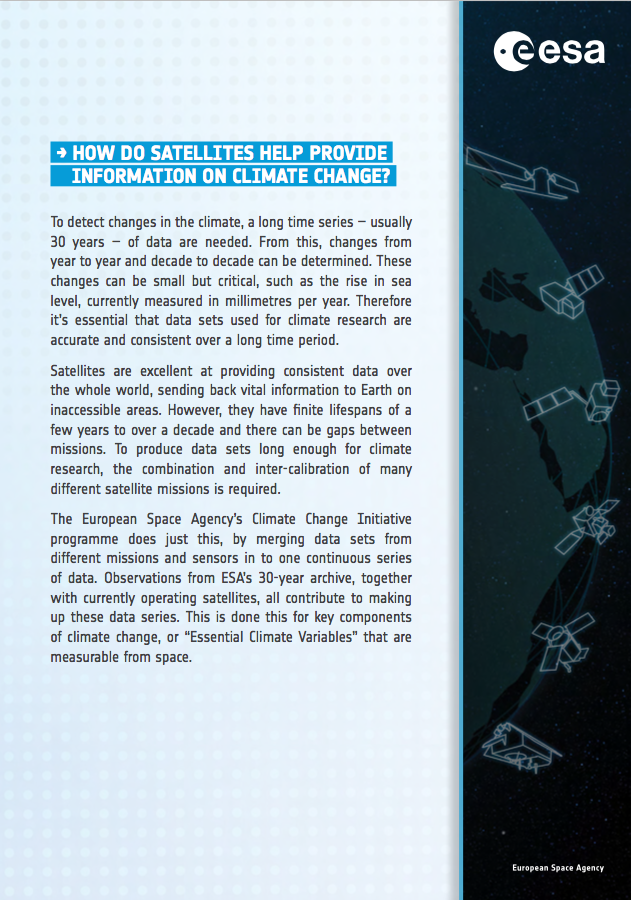 esa
→ HOW DO SATELLITES HELP PROVIDE
INFORMATION ON CLIMATE CHANGE?
To detect changes in the climate, a long time series – usually
30 years – of data are needed. From this, changes from
year to year and decade to decade can be determined. These
changes can be small but critical, such as the rise in sea
level, currently measured in millimetres per year. Therefore
it's essential that data sets used for climate research are
accurate and consistent over a long time period.
Satellites are excellent at providing consistent data over
the whole world, sending back vital information to Earth on
inaccessible areas. However, they have finite lifespans of a
few years to over a decade and there can be gaps between
missions. To produce data sets long enough for climate
research, the combination and inter-calibration of many
different satellite missions is required.
The European Space Agency's Climate Change Initiative
programme does just this, by merging data sets from
different missions and sensors in to one continuous series
of data. Observations from ESA's 30-year archive, together
with currently operating satellites, all contribute to making
up these data series. This is done this for key components
of climate change, or “Essential Climate Variables” that are
measurable from space.
European Space Agency